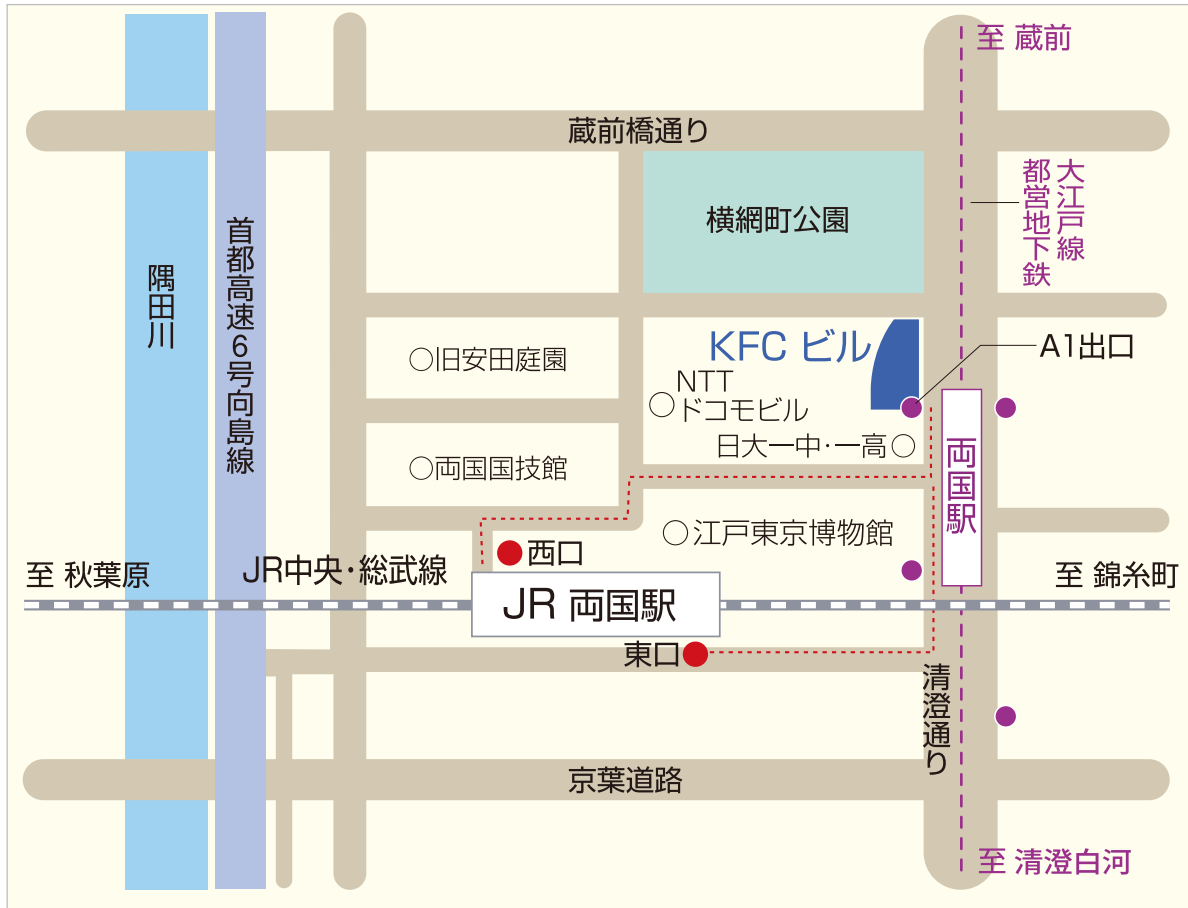 至 蔵前
蔵前橋通り
大江戸線
都営地下鉄
横網町公園
首都高速6号向島線
隅田川
KFC ビル
A1出口
旧安田庭園
NTT
ドコモビル
日大一中・一高
両国駅
両国国技館
江戸東京博物館
西口
至 秋葉原
JR中央・総武線
至 錦糸町
JR 両国駅
東口
清澄通り
京葉道路
至 清澄白河